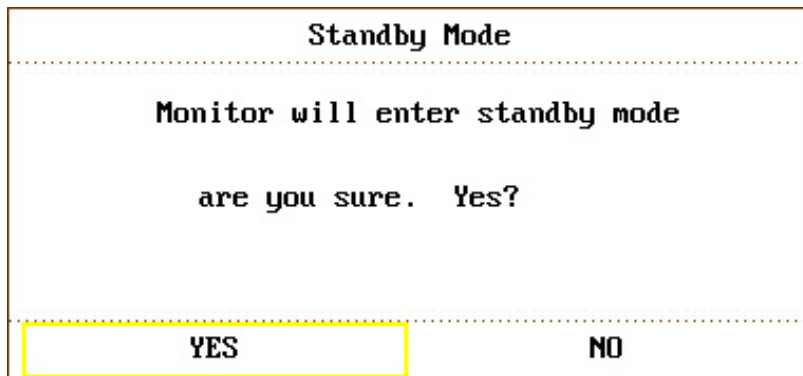 Standby Mode
Monitor will enter standby mode
are you sure. Yes?
YES NO